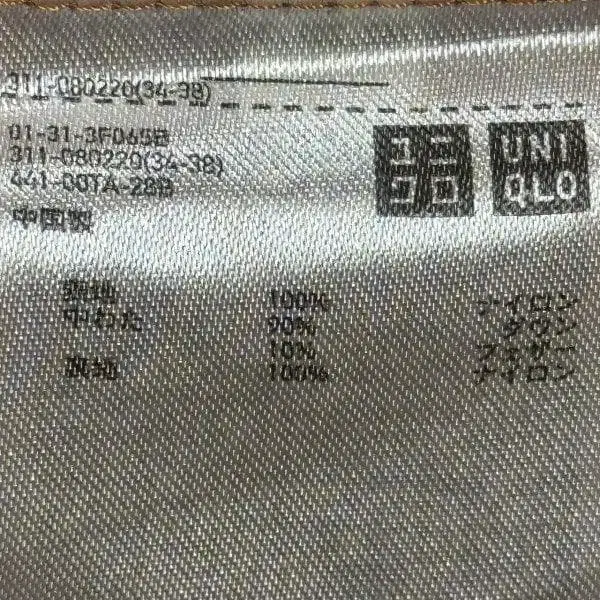 311-080220(34-38)
01-31-3F065B
311-080220(34-38)
441-00TA-28B
中国製
ユニクロ
UNIQLO
表地 100% ナイロン
中わた 90% ダウン
10% フェザー
裏地 100% ナイロン